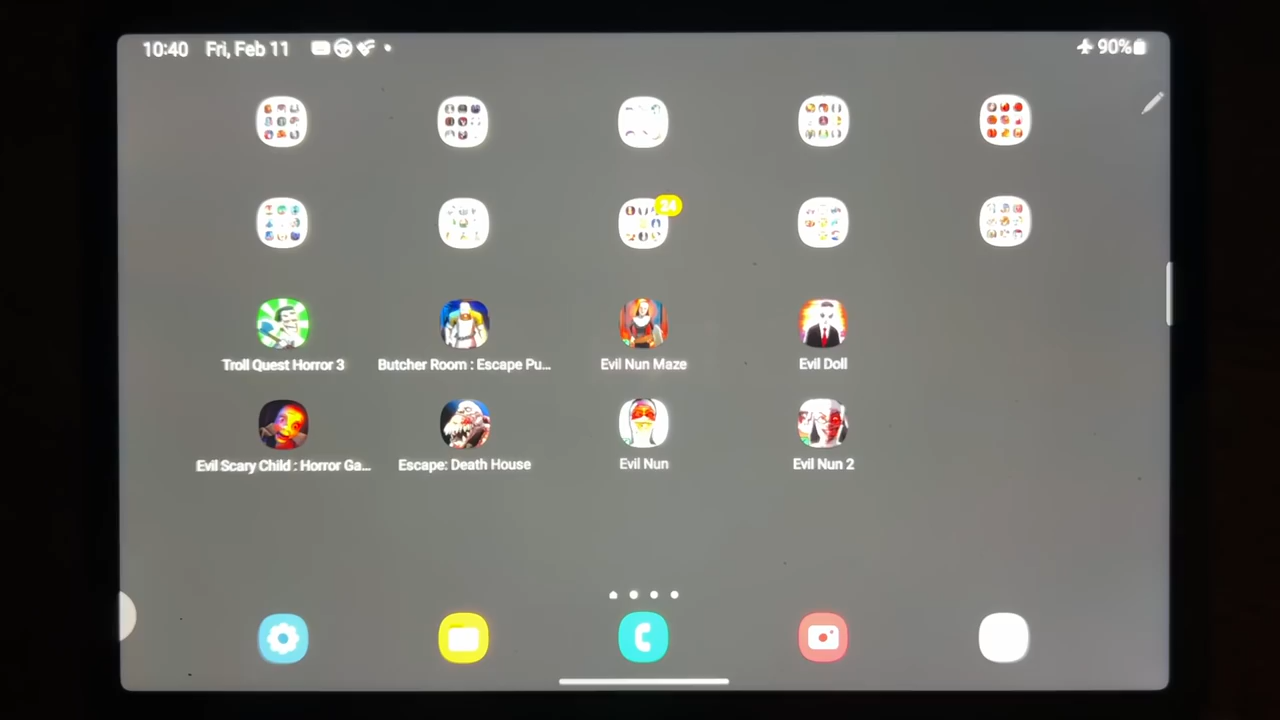 10:40 Fri, Feb 11 90%
24
Troll Quest Horror 3 Butcher Room : Escape Pu... Evil Nun Maze Evil Doll
Evil Scary Child : Horror Ga... Escape: Death House Evil Nun Evil Nun 2